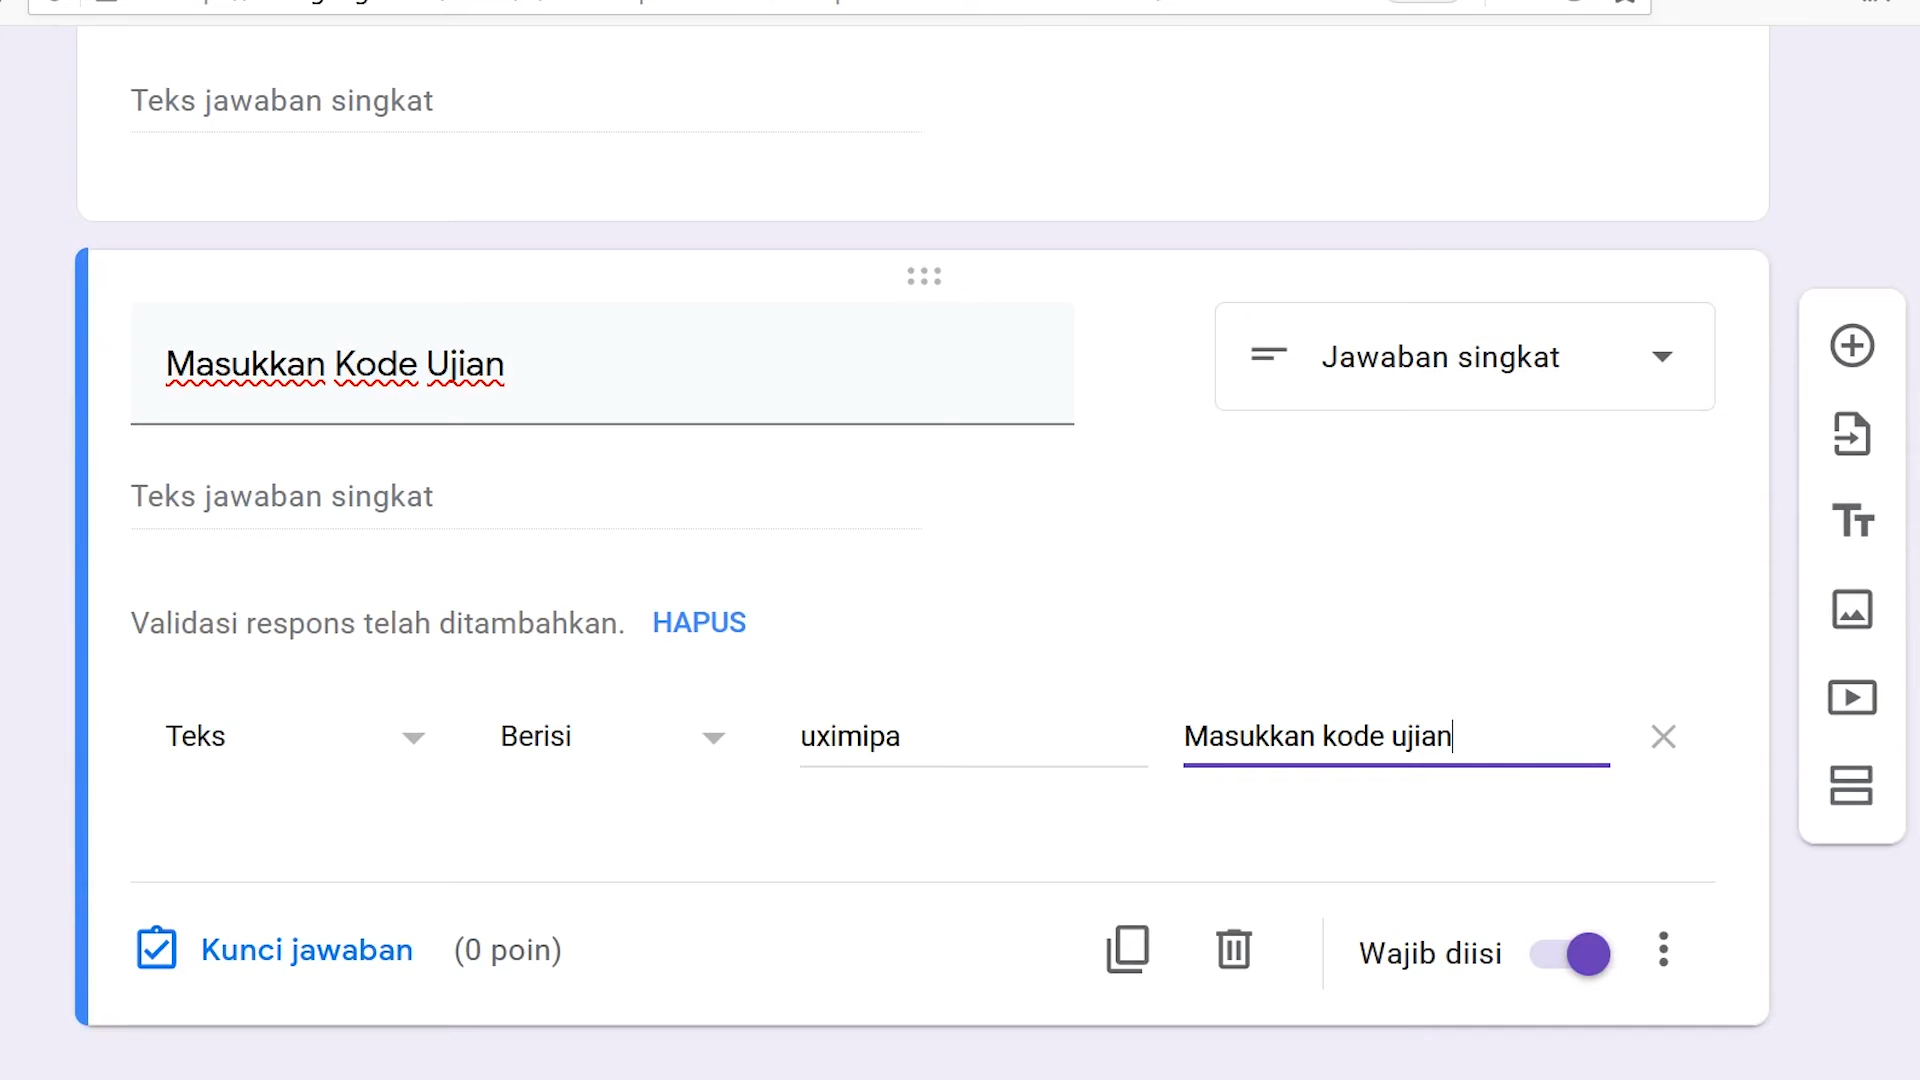 Teks jawaban singkat
Masukkan Kode Ujian
Jawaban singkat
Teks jawaban singkat
Validasi respons telah ditambahkan. HAPUS
Teks Berisi uximipa Masukkan kode ujian
Kunci jawaban (0 poin) Wajib diisi